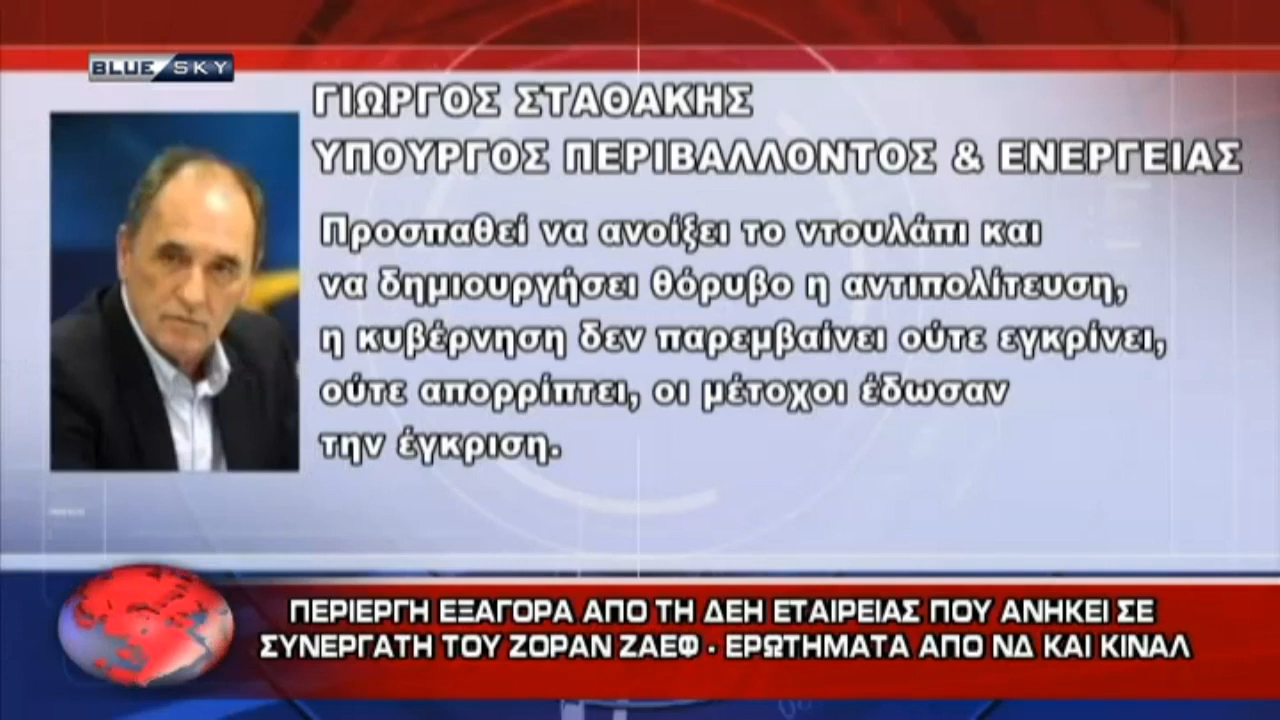 BLUE SKY
ΓΙΩΡΓΟΣ ΣΤΑΘΑΚΗΣ
ΥΠΟΥΡΓΟΣ ΠΕΡΙΒΑΛΛΟΝΤΟΣ & ΕΝΕΡΓΕΙΑΣ
Προσπαθεί να ανοίξει το ντουλάπι και
να δημιουργήσει θόρυβο η αντιπολίτευση,
η κυβέρνηση δεν παρεμβαίνει ούτε εγκρίνει,
ούτε απορρίπτει, οι μέτοχοι έδωσαν
την έγκριση.
ΠΕΡΙΕΡΓΗ ΕΞΑΓΟΡΑ ΑΠΟ ΤΗ ΔΕΗ ΕΤΑΙΡΕΙΑΣ ΠΟΥ ΑΝΗΚΕΙ ΣΕ
ΣΥΝΕΡΓΑΤΗ ΤΟΥ ΖΟΡΑΝ ΖΑΕΦ - ΕΡΩΤΗΜΑΤΑ ΑΠΟ ΝΔ ΚΑΙ ΚΙΝΑΛ